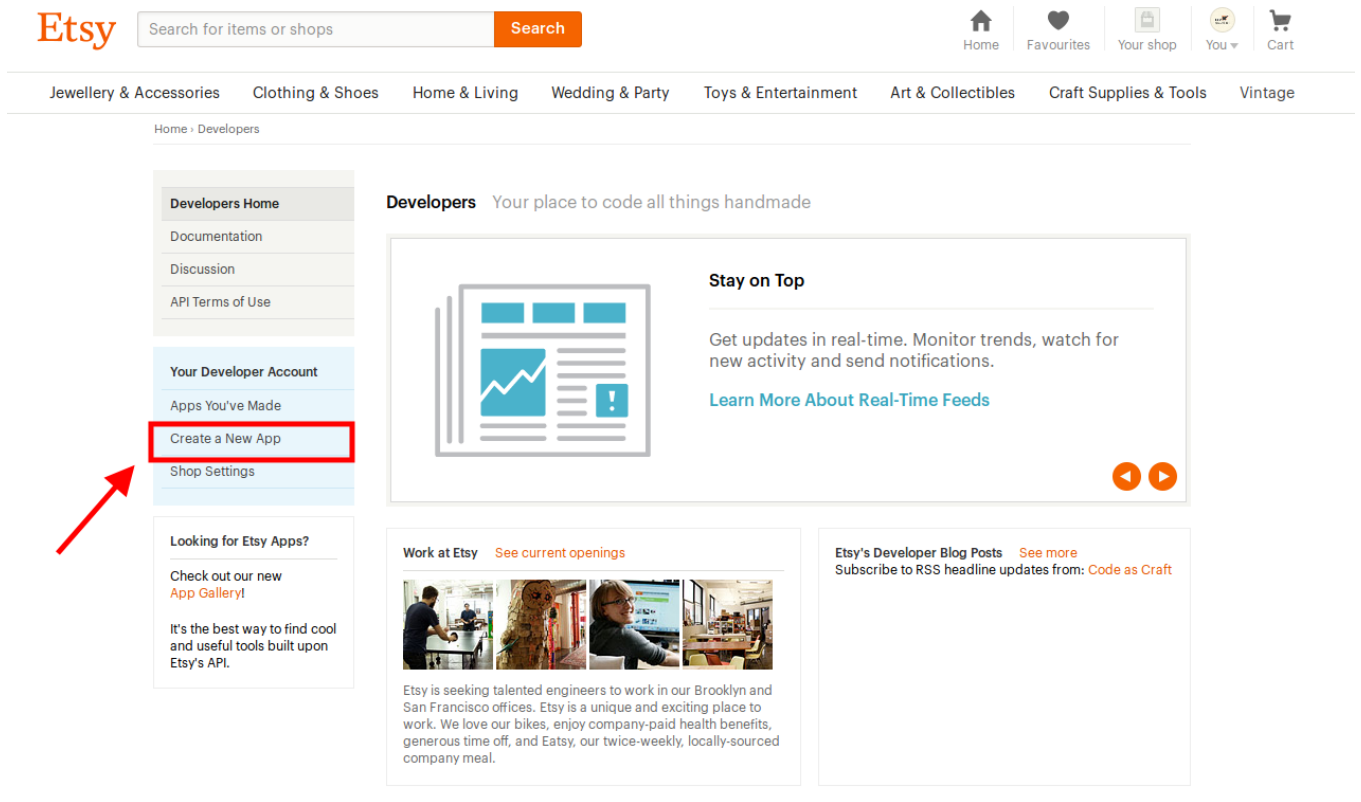 Etsy
Search for items or shops
Search
Home
Favourites
Your shop
You
Cart
Jewellery & Accessories
Clothing & Shoes
Home & Living
Wedding & Party
Toys & Entertainment
Art & Collectibles
Craft Supplies & Tools
Vintage
Home › Developers
Developers Home
Documentation
Discussion
API Terms of Use
Your Developer Account
Apps You've Made
Create a New App
Shop Settings
Looking for Etsy Apps?
Check out our new
App Gallery!
It's the best way to find cool
and useful tools built upon
Etsy's API.
Developers Your place to code all things handmade
Stay on Top
Get updates in real-time. Monitor trends, watch for
new activity and send notifications.
Learn More About Real-Time Feeds
Work at Etsy See current openings
Etsy is seeking talented engineers to work in our Brooklyn and
San Francisco offices. Etsy is a unique and exciting place to
work. We love our bikes, enjoy company-paid health benefits,
generous time off, and Eatsy, our twice-weekly, locally-sourced
company meal.
Etsy's Developer Blog Posts See more
Subscribe to RSS headline updates from: Code as Craft